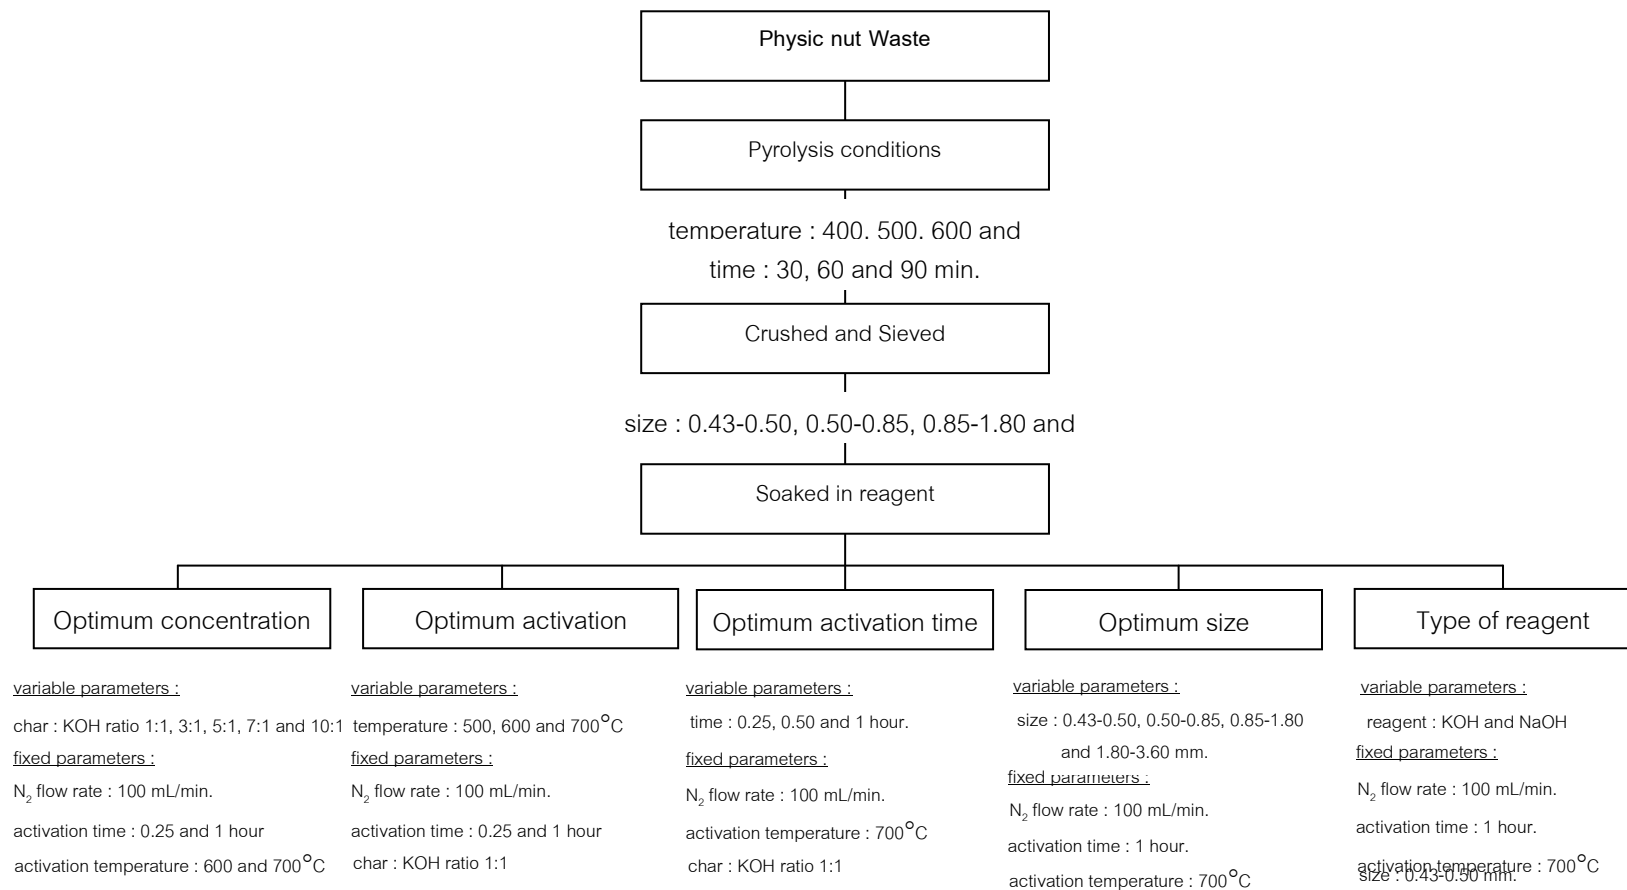 Physic nut Waste
Pyrolysis conditions
temperature : 400, 500, 600 and
time : 30, 60 and 90 min.
Crushed and Sieved
size : 0.43-0.50, 0.50-0.85, 0.85-1.80 and
Soaked in reagent
Optimum concentration
variable parameters :
char : KOH ratio 1:1, 3:1, 5:1, 7:1 and 10:1
fixed parameters :
N₂ flow rate : 100 mL/min.
activation time : 0.25 and 1 hour
activation temperature : 600 and 700°C
Optimum activation
variable parameters :
temperature : 500, 600 and 700°C
fixed parameters :
N₂ flow rate : 100 mL/min.
activation time : 0.25 and 1 hour
char : KOH ratio 1:1
Optimum activation time
variable parameters :
time : 0.25, 0.50 and 1 hour.
fixed parameters :
N₂ flow rate : 100 mL/min.
activation temperature : 700°C
char : KOH ratio 1:1
Optimum size
variable parameters :
size : 0.43-0.50, 0.50-0.85, 0.85-1.80
and 1.80-3.60 mm.
fixed parameters :
N₂ flow rate : 100 mL/min.
activation time : 1 hour.
activation temperature : 700°C
Type of reagent
variable parameters :
reagent : KOH and NaOH
fixed parameters :
N₂ flow rate : 100 mL/min.
activation time : 1 hour.
activation temperature : 700°C
size : 0.43-0.50 mm.